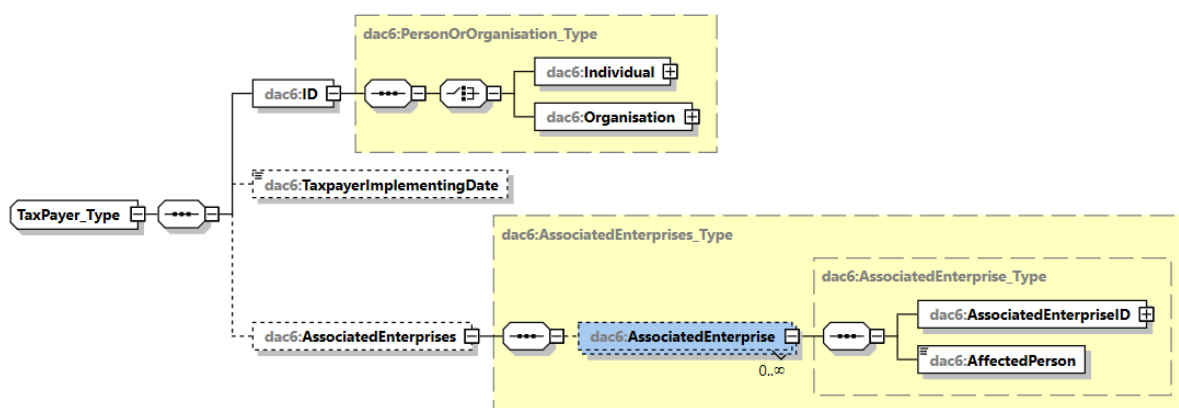 dac6:PersonOrOrganisation_Type
dac6:Individual
dac6:ID
dac6:Organisation
dac6:TaxpayerImplementingDate
TaxPayer_Type
dac6:AssociatedEnterprises_Type
dac6:AssociatedEnterprise_Type
dac6:AssociatedEnterpriseID
dac6:AssociatedEnterprises
dac6:AssociatedEnterprise
dac6:AffectedPerson
0..∞